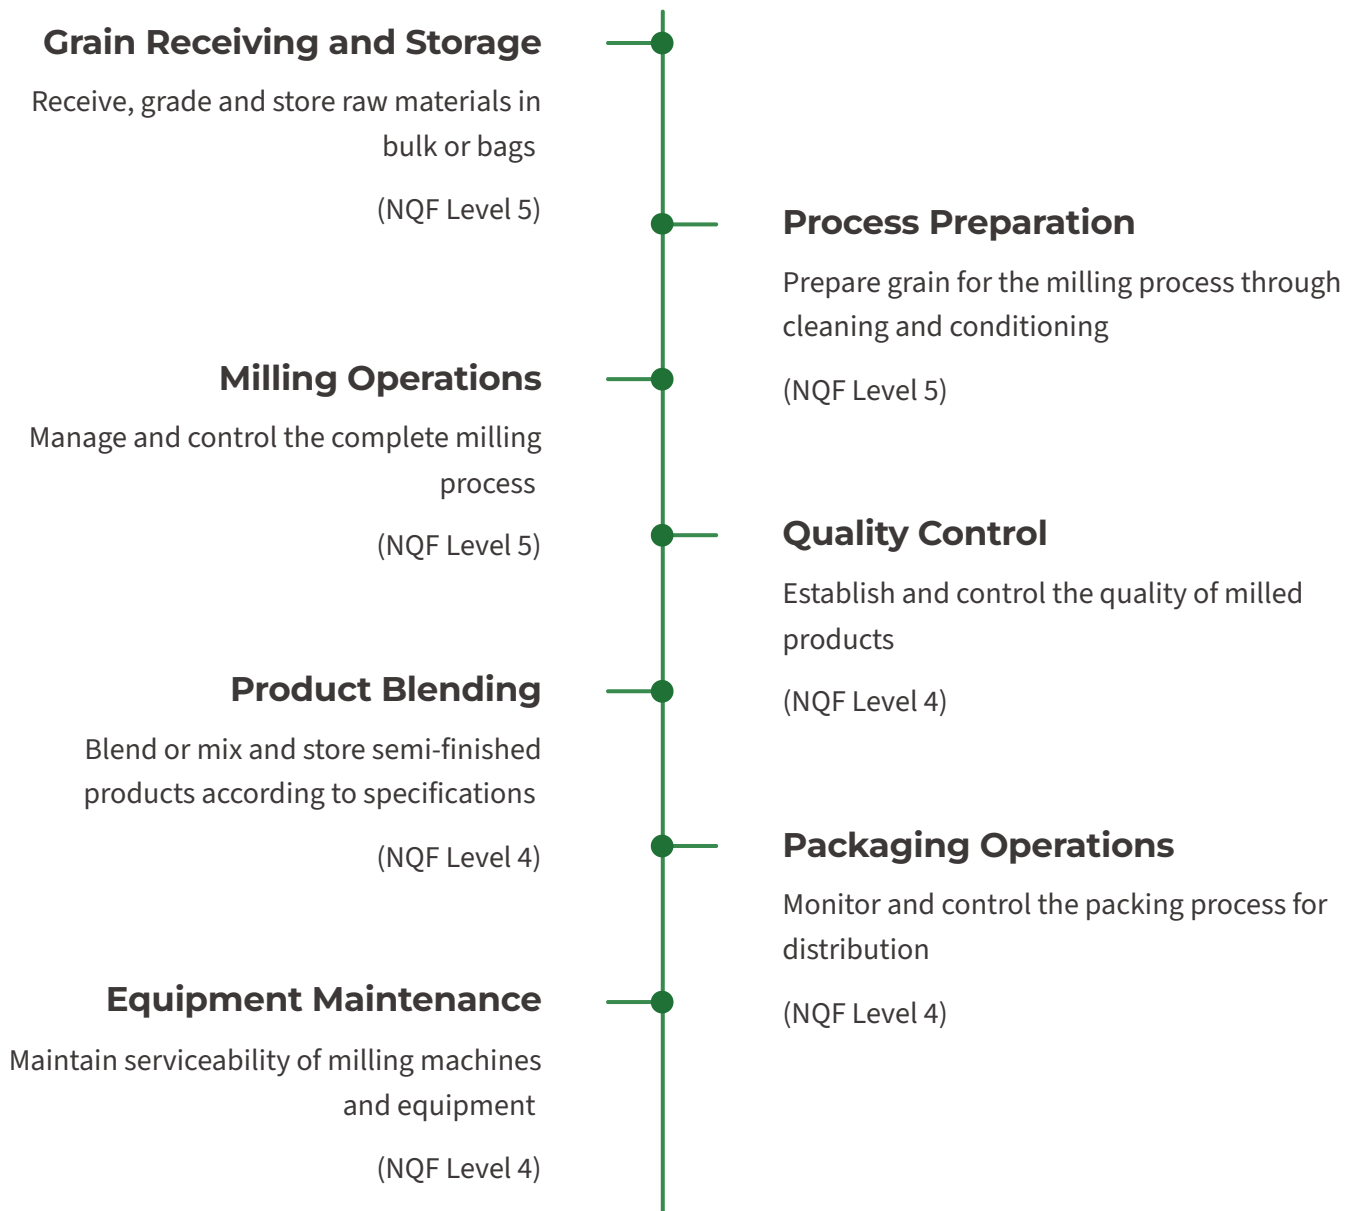 Grain Receiving and Storage
Receive, grade and store raw materials in
bulk or bags
(NQF Level 5)
Process Preparation
Prepare grain for the milling process through
cleaning and conditioning
(NQF Level 5)
Milling Operations
Manage and control the complete milling
process
(NQF Level 5)
Quality Control
Establish and control the quality of milled
products
(NQF Level 4)
Product Blending
Blend or mix and store semi-finished
products according to specifications
(NQF Level 4)
Packaging Operations
Monitor and control the packing process for
distribution
(NQF Level 4)
Equipment Maintenance
Maintain serviceability of milling machines
and equipment
(NQF Level 4)